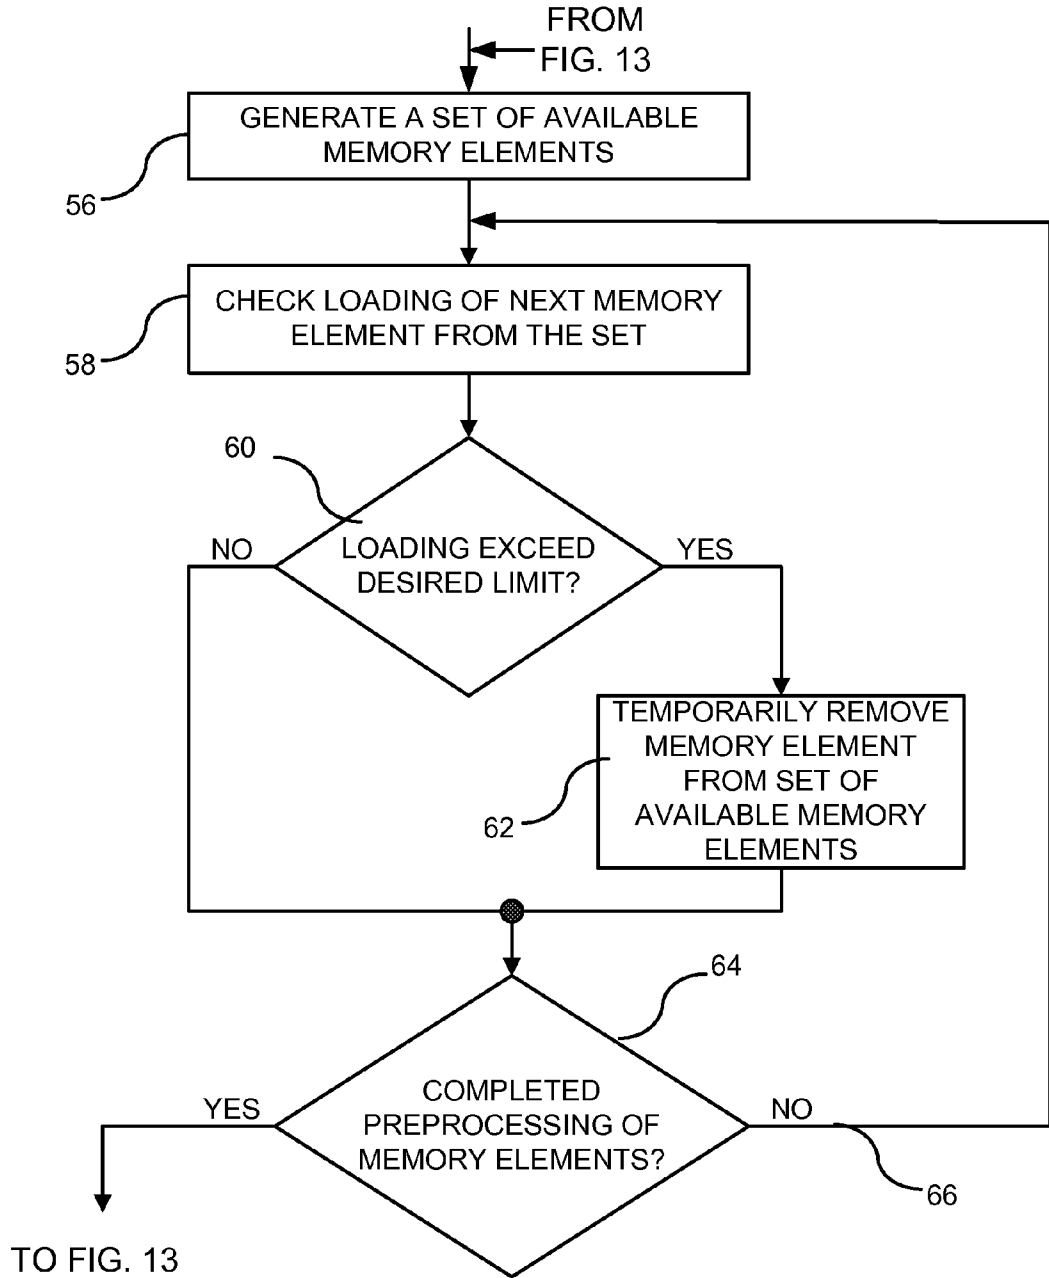 FROM
FIG. 13
GENERATE A SET OF AVAILABLE
MEMORY ELEMENTS
56
CHECK LOADING OF NEXT MEMORY
ELEMENT FROM THE SET
58
60
NO
LOADING EXCEED
DESIRED LIMIT?
YES
TEMPORARILY REMOVE
MEMORY ELEMENT
FROM SET OF
AVAILABLE MEMORY
ELEMENTS
62
64
YES
COMPLETED
PREPROCESSING OF
MEMORY ELEMENTS?
NO
66
TO FIG. 13